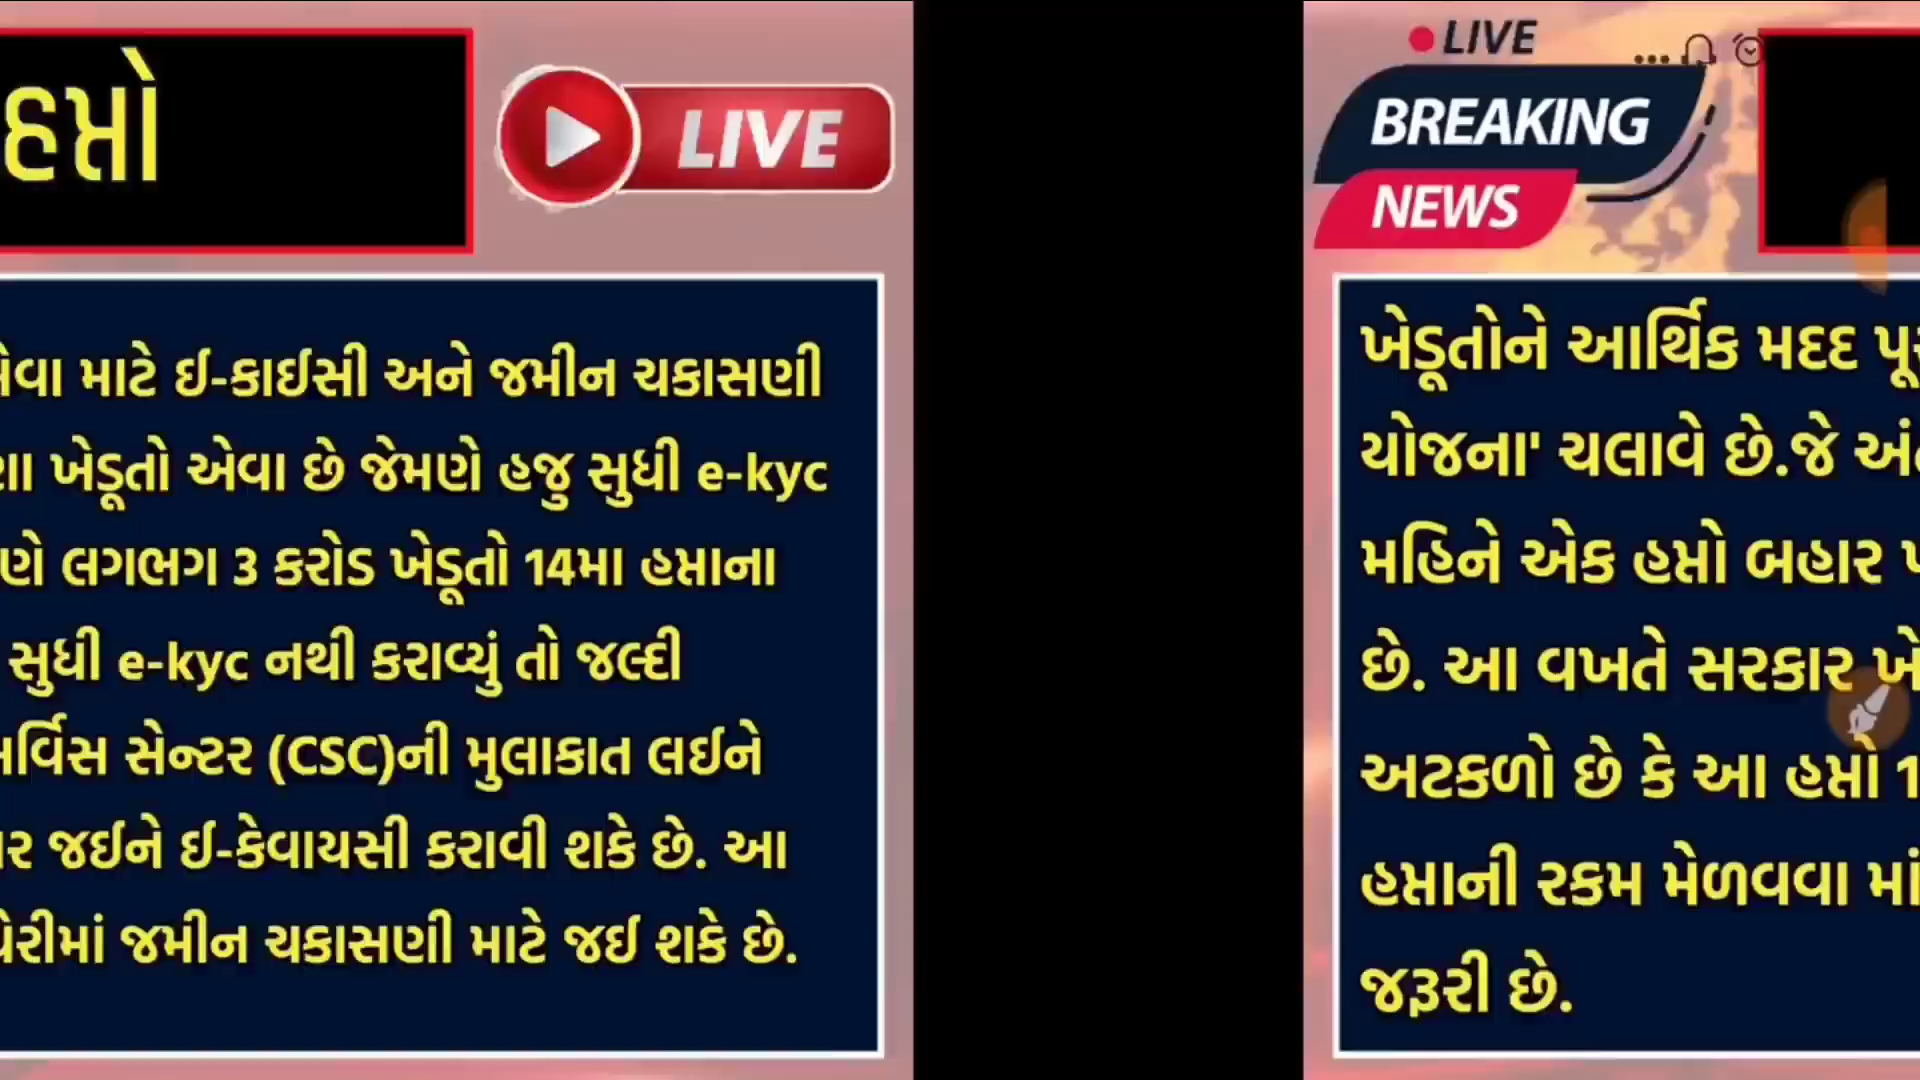 હપ્તો
LIVE
માટે ઈ-કાઈસી અને જમીન ચકાસણી
ખેડૂતો એવા છે જેમણે હજુ સુધી e-kyc
લગભગ 3 કરોડ ખેડૂતો 14મા હપ્તાના
સુધી e-kyc નથી કરાવ્યું તો જલ્દી
સેન્ટર (CSC)ની મુલાકાત લઈને
જઈને ઈ-કેવાયસી કરાવી શકે છે. આ
જમીન ચકાસણી માટે જઈ શકે છે.
LIVE
BREAKING
NEWS
ખેડૂતોને આર્થિક મદદ
યોજના' ચલાવે છે.જે
મહિને એક હપ્તો બહાર
છે. આ વખતે સરકાર
અટકળો છે કે આ હપ્તો
હપ્તાની રકમ મેળવવા
જરૂરી છે.